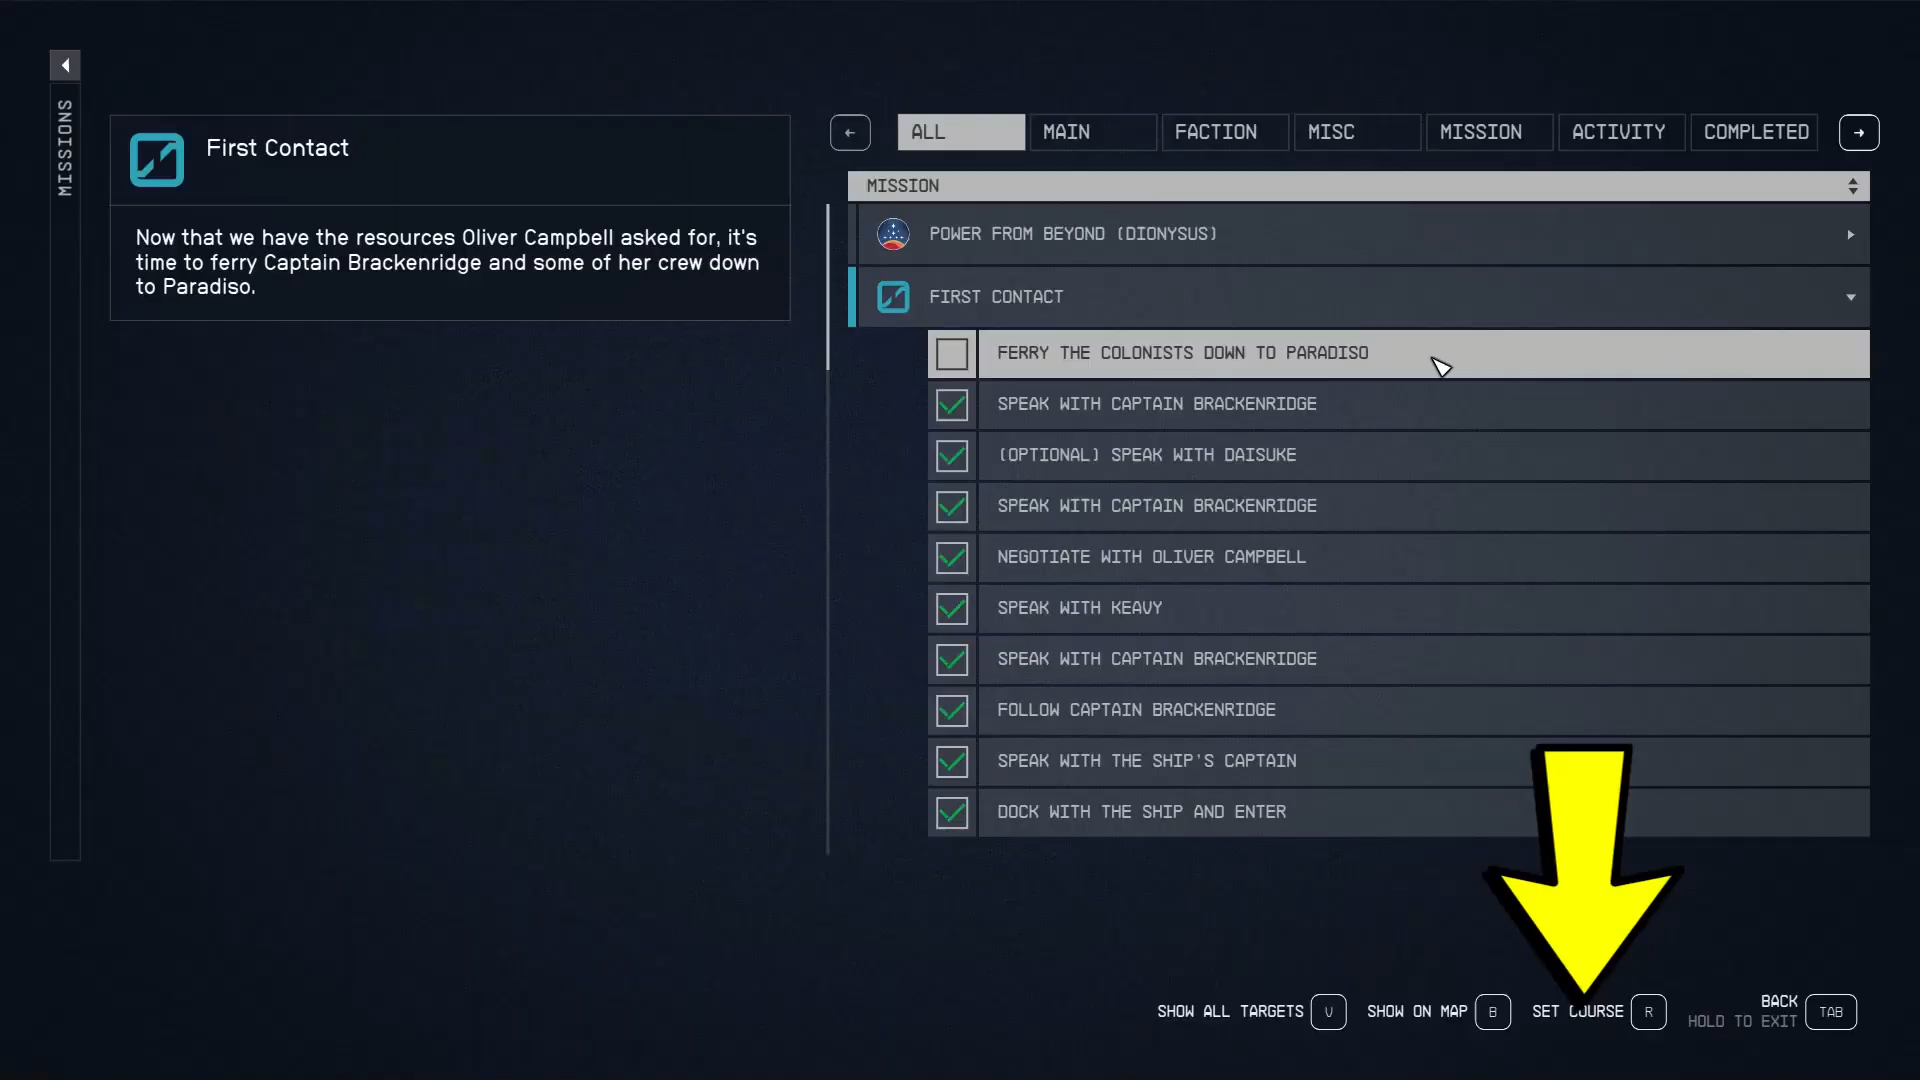 MISSIONS
First Contact
Now that we have the resources Oliver Campbell asked for, it's
time to ferry Captain Brackenridge and some of her crew down
to Paradiso.
ALL
MAIN
FACTION
MISC
MISSION
ACTIVITY
COMPLETED
MISSION
POWER FROM BEYOND (DIONYSUS)
FIRST CONTACT
FERRY THE COLONISTS DOWN TO PARADISO
SPEAK WITH CAPTAIN BRACKENRIDGE
(OPTIONAL) SPEAK WITH DAISUKE
SPEAK WITH CAPTAIN BRACKENRIDGE
NEGOTIATE WITH OLIVER CAMPBELL
SPEAK WITH KEAVY
SPEAK WITH CAPTAIN BRACKENRIDGE
FOLLOW CAPTAIN BRACKENRIDGE
SPEAK WITH THE SHIP'S CAPTAIN
DOCK WITH THE SHIP AND ENTER
SHOW ALL TARGETS V
SHOW ON MAP B
SET COURSE R
BACK
HOLD TO EXIT
TAB